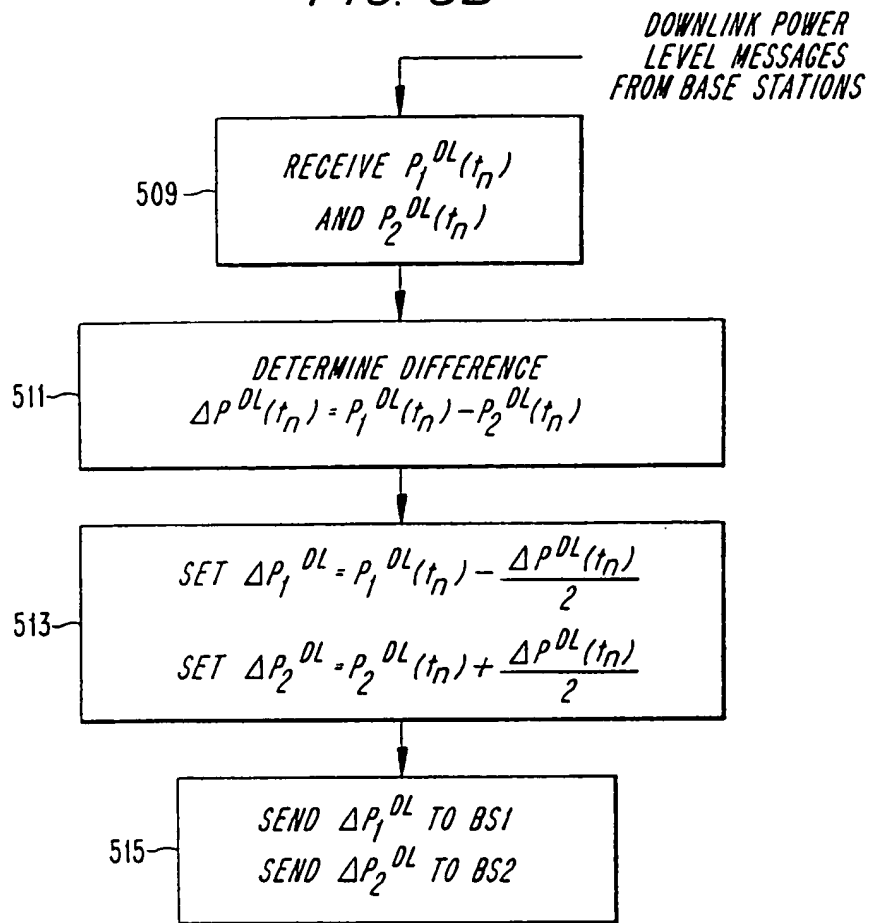 DOWNLINK POWER
LEVEL MESSAGES
FROM BASE STATIONS
509
RECEIVE P₁ᴰᴸ(tₙ)
AND P₂ᴰᴸ(tₙ)
511
DETERMINE DIFFERENCE
ΔPᴰᴸ(tₙ) = P₁ᴰᴸ(tₙ) – P₂ᴰᴸ(tₙ)
513
SET ΔP₁ᴰᴸ = P₁ᴰᴸ(tₙ) – ΔPᴰᴸ(tₙ)/2
SET ΔP₂ᴰᴸ = P₂ᴰᴸ(tₙ) + ΔPᴰᴸ(tₙ)/2
515
SEND ΔP₁ᴰᴸ TO BS1
SEND ΔP₂ᴰᴸ TO BS2